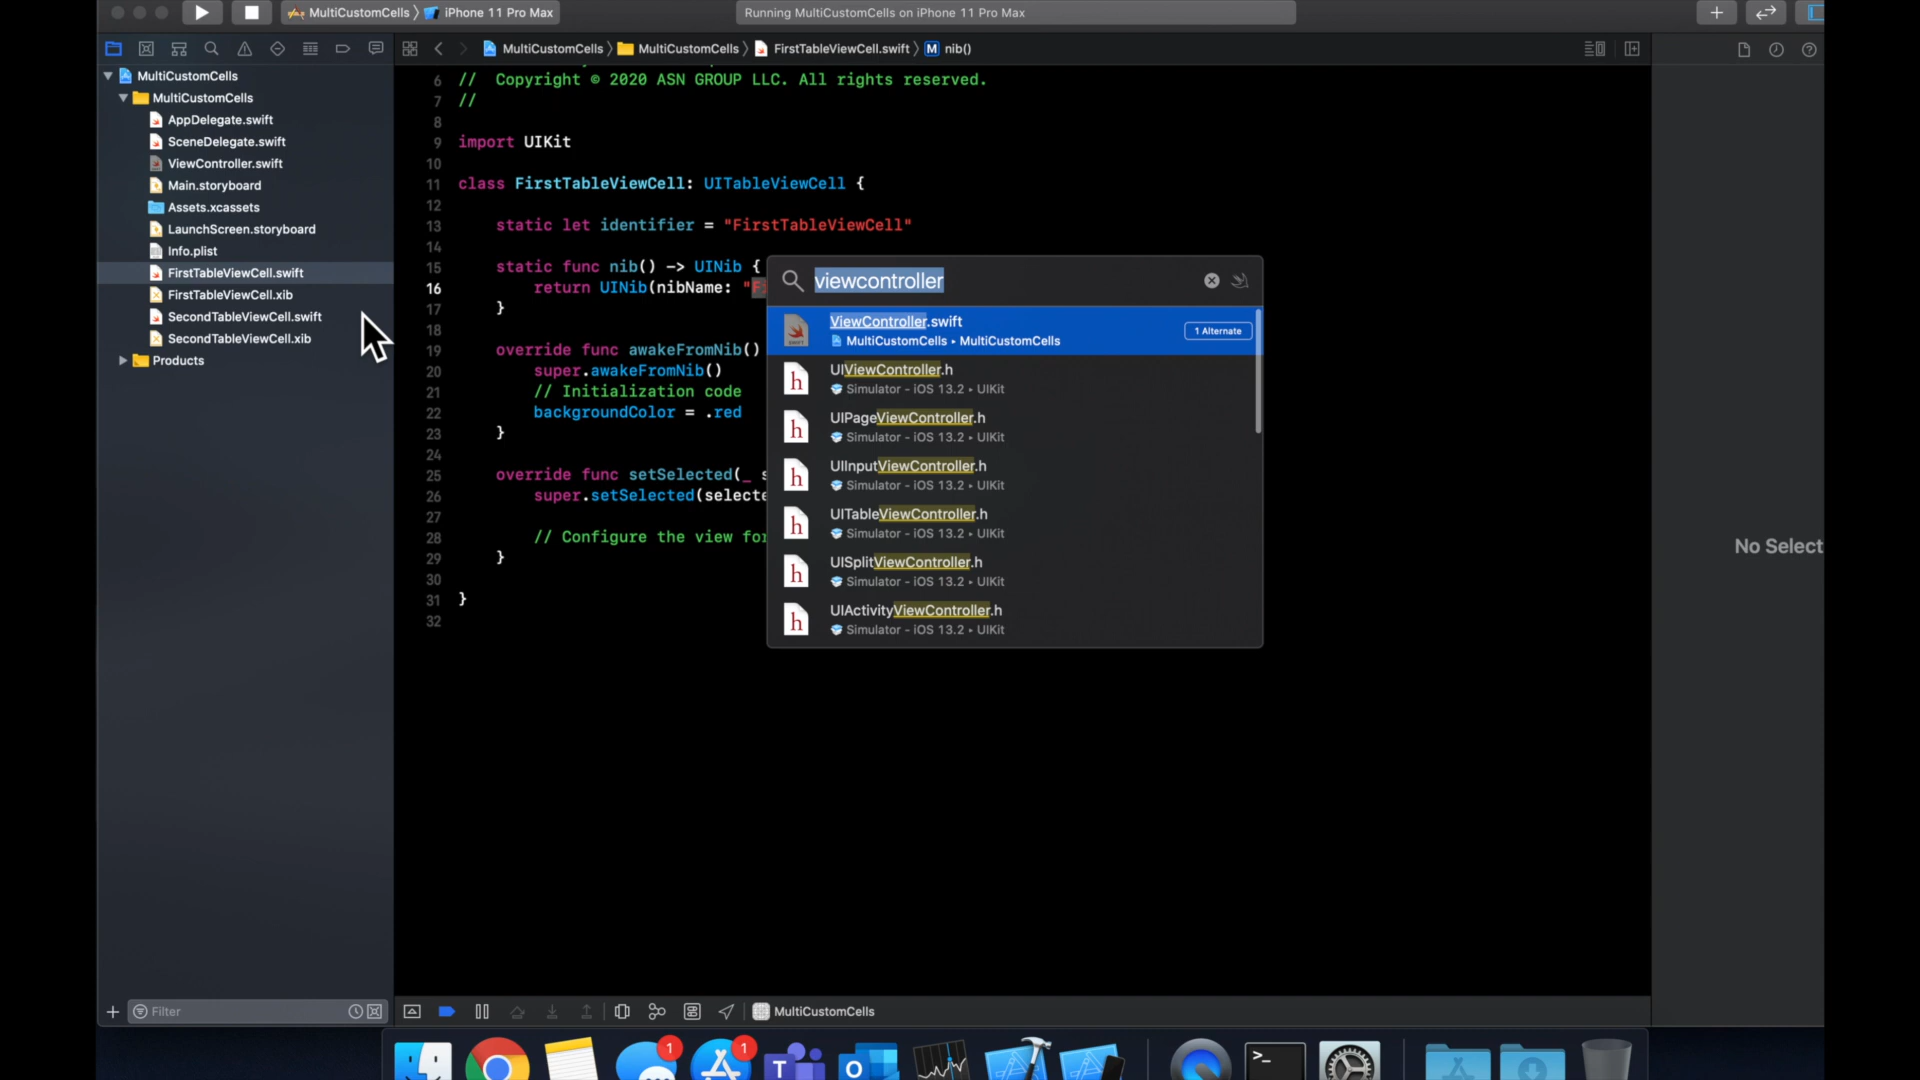 MultiCustomCells 〉 iPhone 11 Pro Max
Running MultiCustomCells on iPhone 11 Pro Max
MultiCustomCells 〉 MultiCustomCells 〉 FirstTableViewCell.swift 〉 M nib()
MultiCustomCells
MultiCustomCells
AppDelegate.swift
SceneDelegate.swift
ViewController.swift
Main.storyboard
Assets.xcassets
LaunchScreen.storyboard
Info.plist
FirstTableViewCell.swift
FirstTableViewCell.xib
SecondTableViewCell.swift
SecondTableViewCell.xib
Products
6 // Copyright © 2020 ASN GROUP LLC. All rights reserved.
7 //
8
9 import UIKit
10
11 class FirstTableViewCell: UITableViewCell {
12
13 static let identifier = "FirstTableViewCell"
14
15 static func nib() -> UINib {
16 return UINib(nibName: "Fi
17 }
18
19 override func awakeFromNib()
20 super.awakeFromNib()
21 // Initialization code
22 backgroundColor = .red
23 }
24
25 override func setSelected(_ s
26 super.setSelected(selecte
27
28 // Configure the view for
29 }
30
31 }
32
viewcontroller
ViewController.swift
MultiCustomCells ▸ MultiCustomCells
1 Alternate
UIViewController.h
Simulator - iOS 13.2 ▸ UIKit
UIPageViewController.h
Simulator - iOS 13.2 ▸ UIKit
UIInputViewController.h
Simulator - iOS 13.2 ▸ UIKit
UITableViewController.h
Simulator - iOS 13.2 ▸ UIKit
UISplitViewController.h
Simulator - iOS 13.2 ▸ UIKit
UIActivityViewController.h
Simulator - iOS 13.2 ▸ UIKit
No Select
Filter
MultiCustomCells
1
1